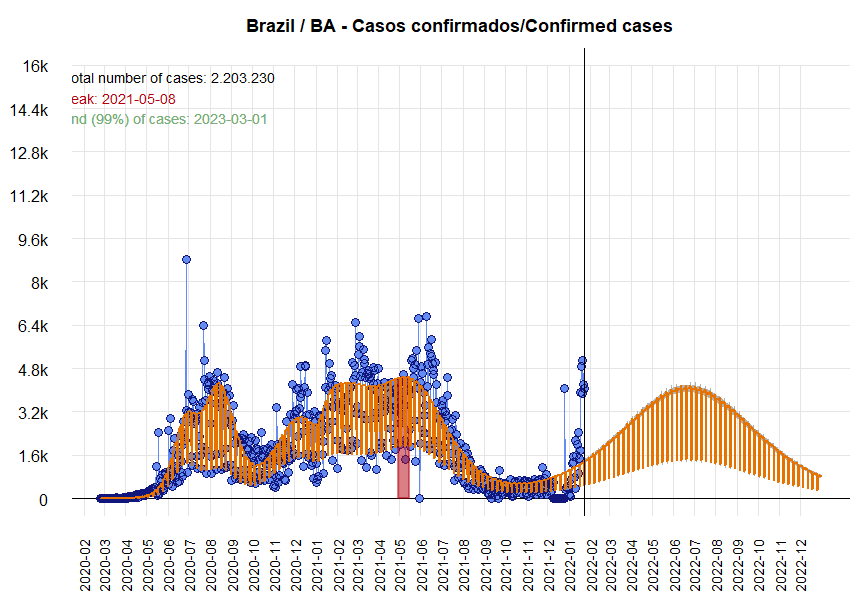 Brazil / BA - Casos confirmados/Confirmed cases
otal number of cases: 2.203.230
eak: 2021-05-08
nd (99%) of cases: 2023-03-01
16k
14.4k
12.8k
11.2k
9.6k
8k
6.4k
4.8k
3.2k
1.6k
0
2020-02
2020-03
2020-04
2020-05
2020-06
2020-07
2020-08
2020-09
2020-10
2020-11
2020-12
2021-01
2021-02
2021-03
2021-04
2021-05
2021-06
2021-07
2021-08
2021-09
2021-10
2021-11
2021-12
2022-01
2022-02
2022-03
2022-04
2022-05
2022-06
2022-07
2022-08
2022-09
2022-10
2022-11
2022-12